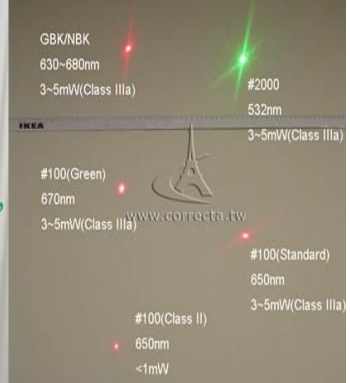 GBK/NBK
630~680nm
3~5mW(Class IIIa)
#2000
532nm
3~5mW(Class IIIa)
IKEA
#100(Green)
670nm
3~5mW(Class IIIa)
www.correcta.tw
#100(Standard)
650nm
3~5mW(Class IIIa)
#100(Class II)
650nm
<1mW